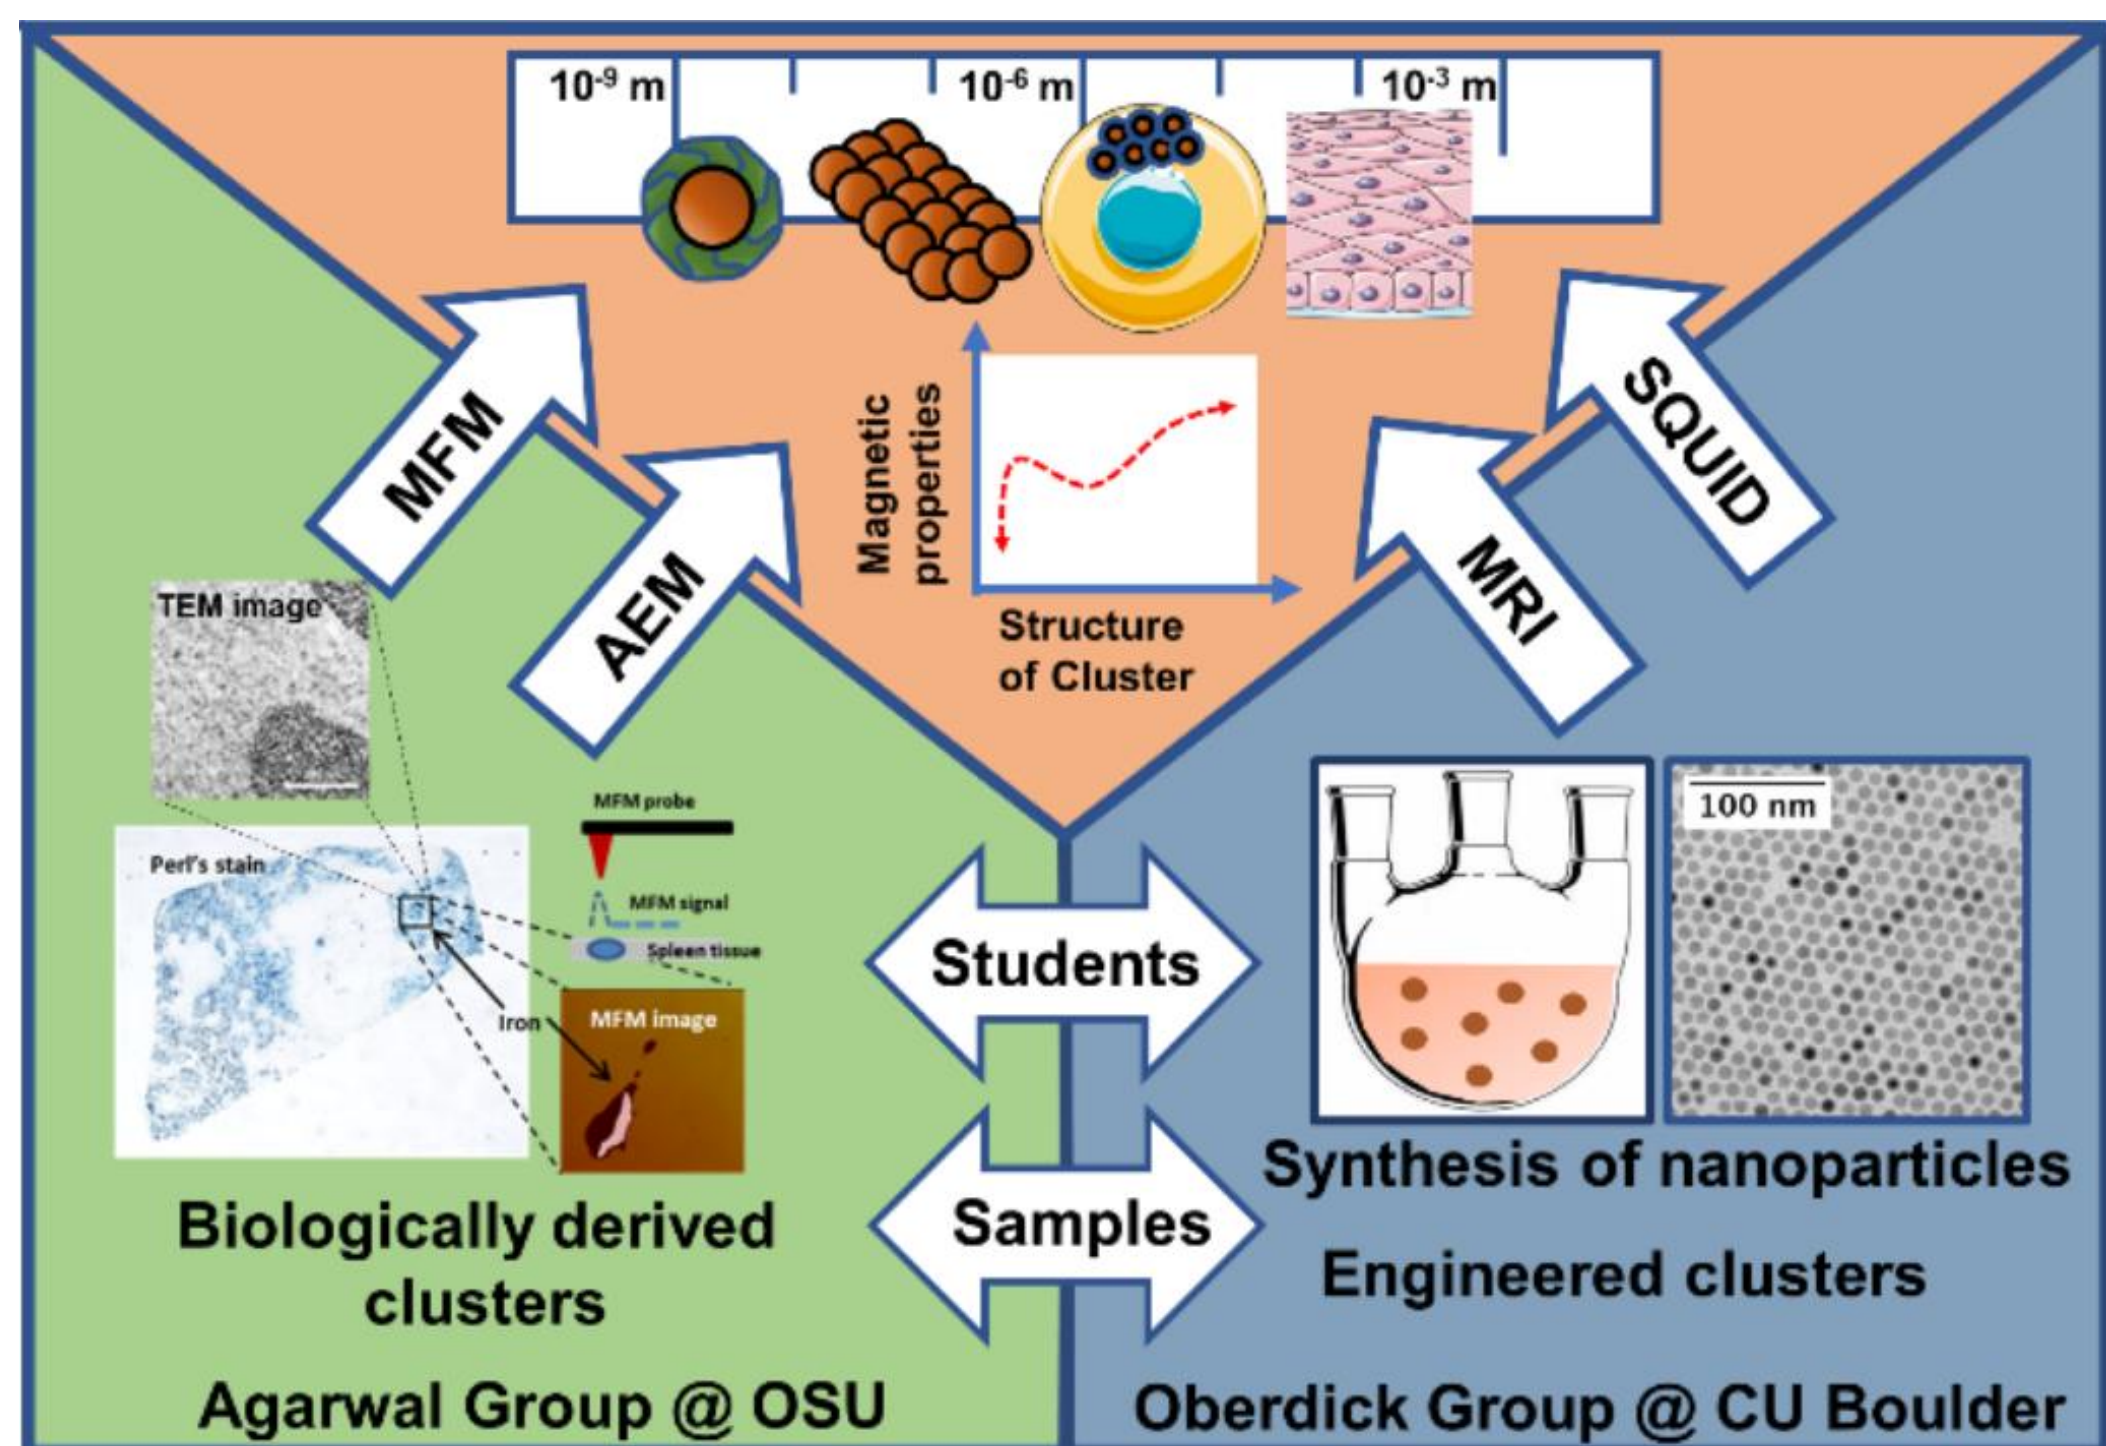 10⁻⁹ m
10⁻⁶ m
10⁻³ m
MFM
AEM
Magnetic
properties
Structure
of Cluster
MRI
SQUID
TEM image
Perl's stain
MFM probe
MFM signal
Spleen tissue
Iron
MFM image
Students
Samples
100 nm
Biologically derived
clusters
Agarwal Group @ OSU
Synthesis of nanoparticles
Engineered clusters
Oberdick Group @ CU Boulder